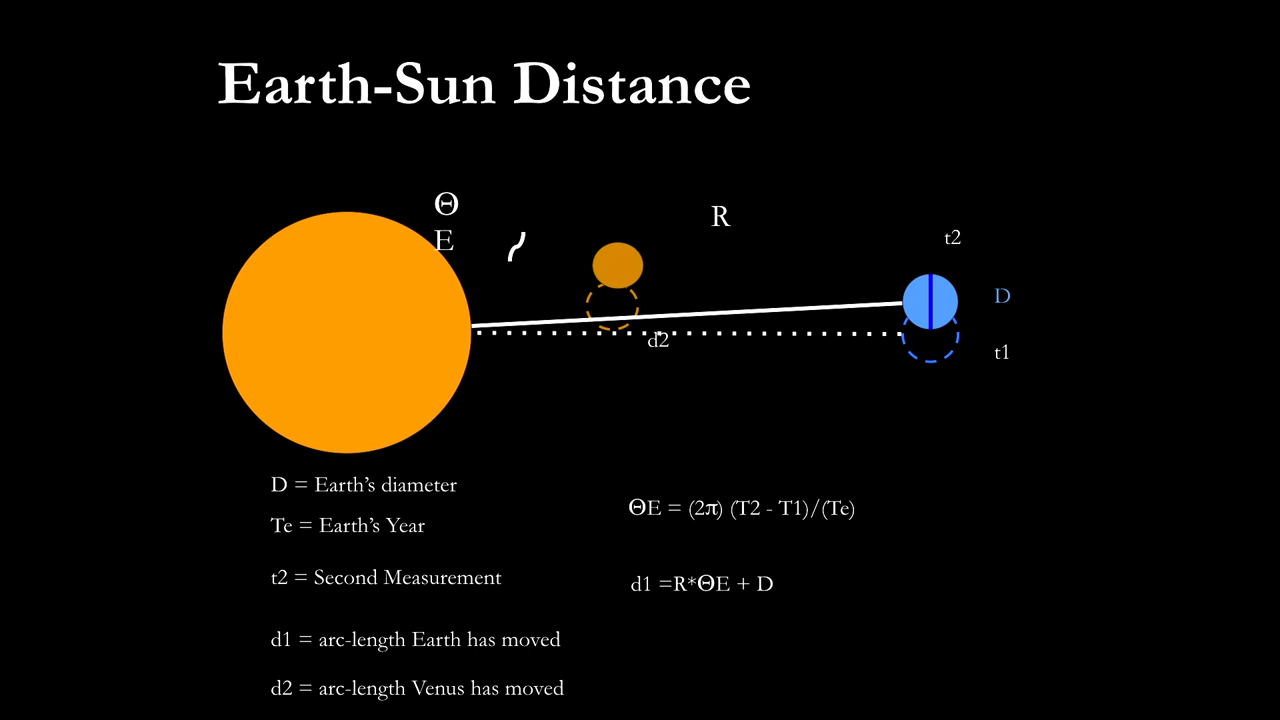 Earth-Sun Distance
Θ
E
R
t2
D
d2
t1
D = Earth’s diameter
Te = Earth’s Year
t2 = Second Measurement
d1 = arc-length Earth has moved
d2 = arc-length Venus has moved
ΘE = (2π) (T2 - T1)/(Te)
d1 =R*ΘE + D